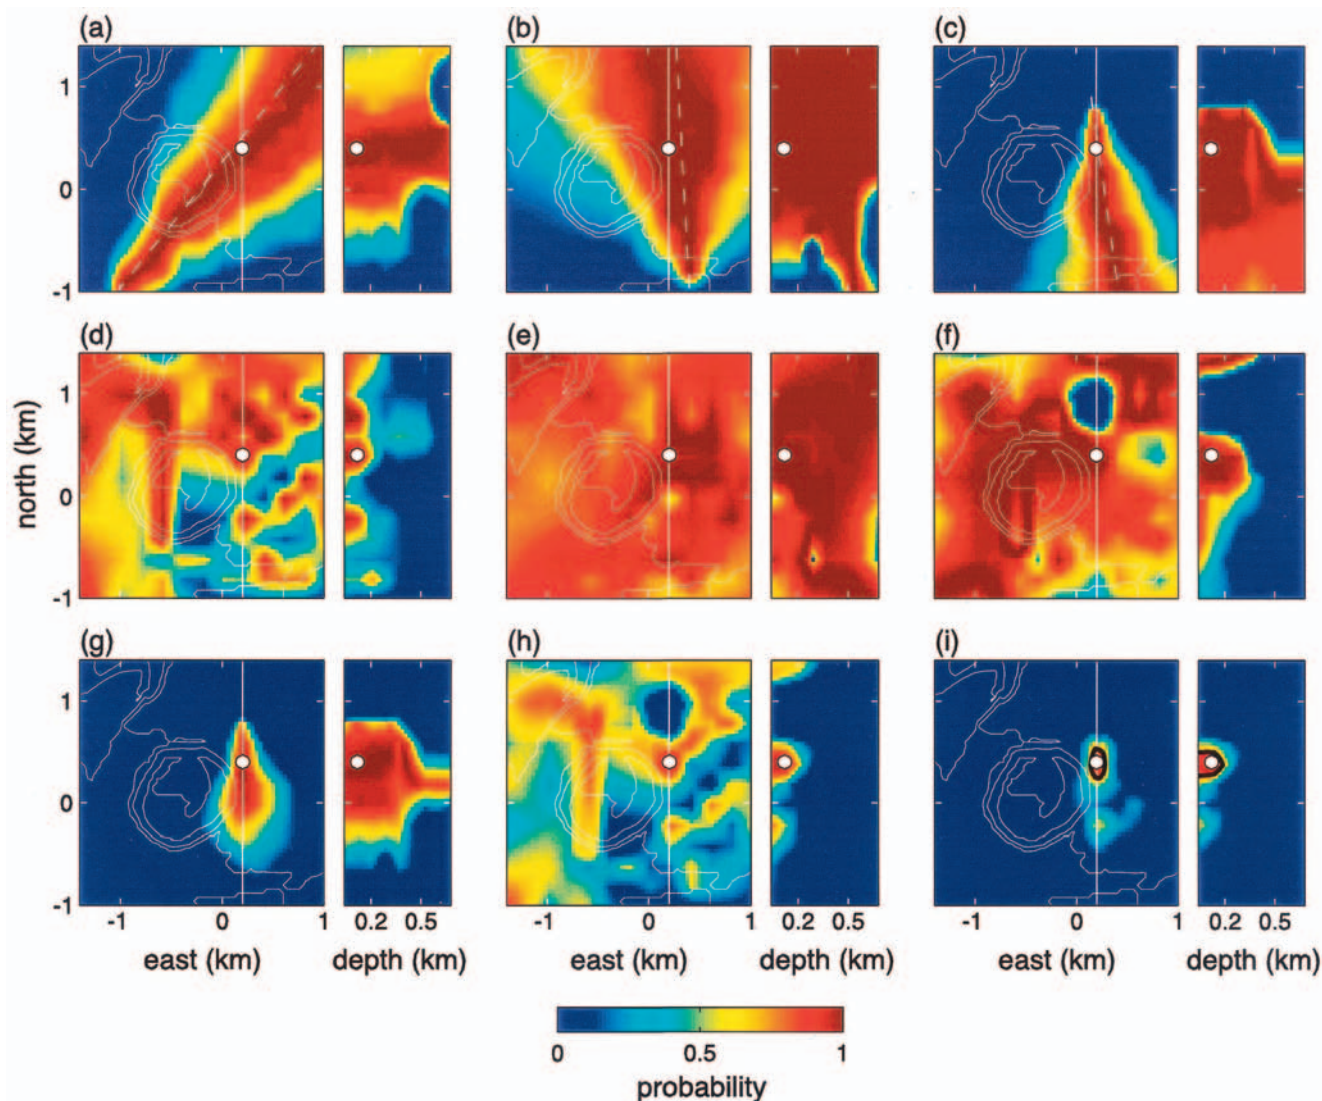 (a) (b) (c)
1
0
-1
(d) (e) (f)
1
0
-1
north (km)
(g) (h) (i)
1
0
-1
-1 0 1 0.2 0.5 -1 0 1 0.2 0.5 -1 0 1 0.2 0.5
east (km) depth (km) east (km) depth (km) east (km) depth (km)
0 0.5 1
probability